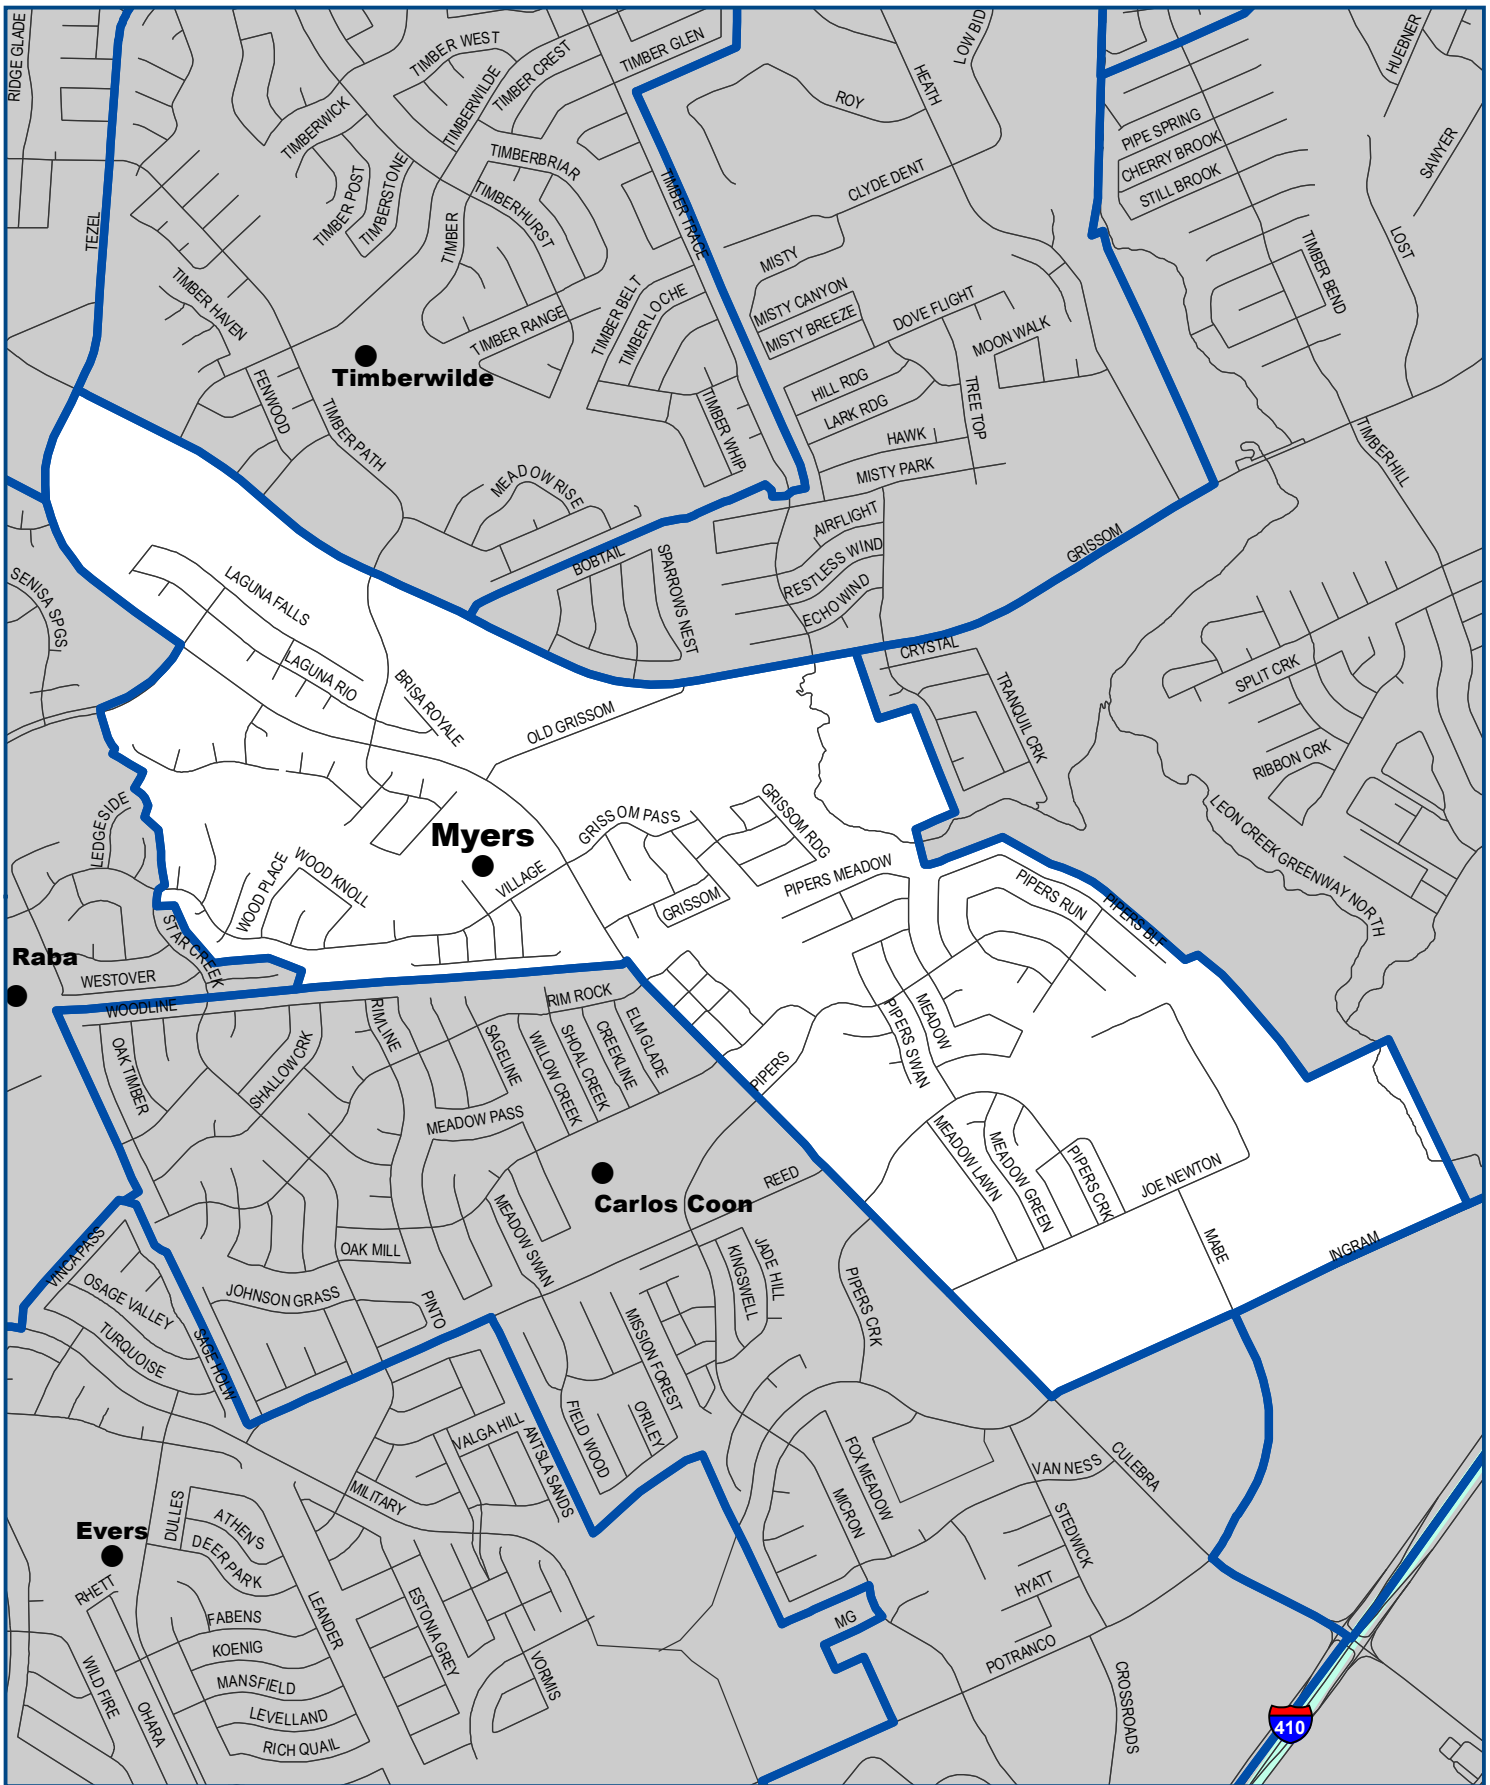 RIDGE GLADE
TIMBER WEST
TIMBER CREST
TIMBER GLEN
LOW BID
HUEBNER
TIMBERWILDE
HEATH
ROY
TIMBERWICK
PIPE SPRING
CHERRY BROOK
STILL BROOK
SAWYER
TIMBERBRIAR
TIMBER POST
TIMBERSTONE
TIMBERHURST
TIMBER TRACE
CLYDE DENT
TEZEL
TIMBER
MISTY
LOST
TIMBER BEND
TIMBER HAVEN
TIMBER BELT
TIMBER LOCHE
MISTY CANYON
MISTY BREEZE
DOVE FLIGHT
MOON WALK
TIMBER RANGE
Timberwilde
FENWOOD
TIMBER PATH
TIMBER WHIP
HILL RDG
LARK RDG
TREE TOP
HAWK
MISTY PARK
TIMBERHILL
MEADOW RISE
AIRFLIGHT
RESTLESS WIND
ECHO WIND
GRISSOM
BOBTAIL
SPARROWS NEST
SENISA SPGS
LAGUNA FALLS
LAGUNA RIO
BRISA ROYALE
OLD GRISSOM
CRYSTAL
TRANQUIL CRK
SPLIT CRK
RIBBON CRK
LEDGESIDE
Myers
GRISSOM PASS
GRISSOM RDG
LEON CREEK GREENWAY NORTH
WOOD PLACE
WOOD KNOLL
VILLAGE
GRISSOM
PIPERS MEADOW
PIPERS RUN
PIPERS BLF
STAR CREEK
Raba
WESTOVER
WOODLINE
RIM ROCK
RIMLINE
OAK TIMBER
SHALLOW CRK
SAGELINE
WILLOW CREEK
SHOAL CREEK
CREEKLINE
ELM GLADE
PIPERS
PIPERS SWAN
MEADOW
MEADOW PASS
MEADOW LAWN
MEADOW GREEN
PIPERS CRK
JOE NEWTON
Carlos Coon
REED
MEADOW SWAN
MABE
INGRAM
OAK MILL
VINCA PASS
OSAGE VALLEY
TURQUOISE
SAGE HOLW
JOHNSON GRASS
PINTO
KINGSWELL
JADE HILL
PIPERS CRK
MISSION FOREST
O'RILEY
FIELD WOOD
VALGA HILL
ANTSLA SANDS
MILITARY
FOX MEADOW
MICRON
VAN NESS
CULEBRA
STEDWICK
DULLES
ATHENS
DEER PARK
Evers
RHETT
FABENS
KOENIG
MANSFIELD
LEVELLAND
RICH QUAIL
LEANDER
ESTONIA GREY
VORMIS
WILD FIRE
OHARA
MG
HYATT
POTRANCO
CROSSROADS
410